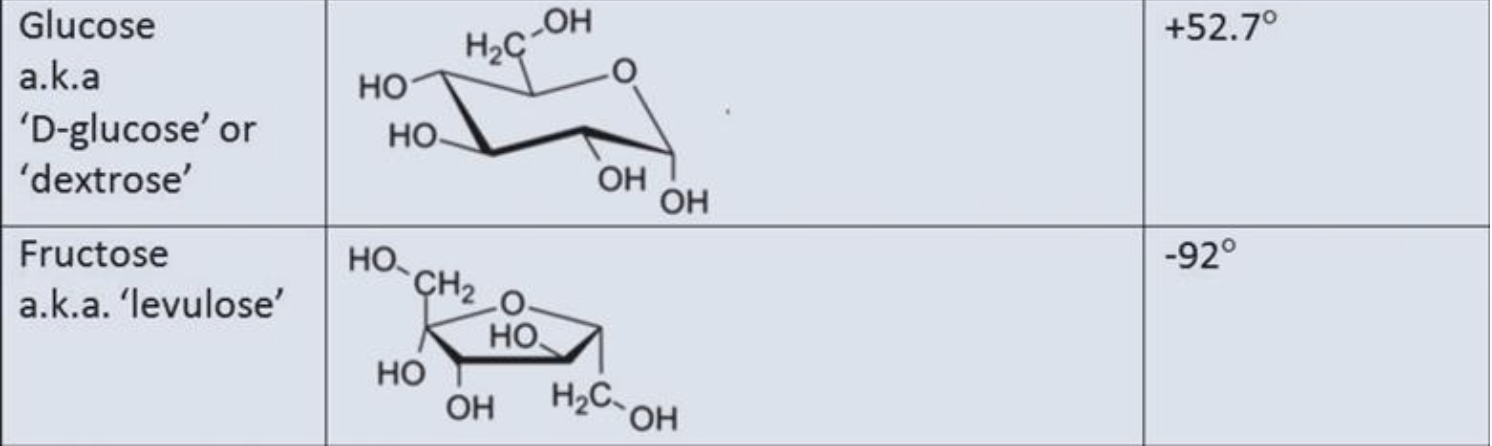 Glucose
a.k.a
‘D-glucose’ or
‘dextrose’
OH
H₂C
O
HO
HO
OH
OH
+52.7°
Fructose
a.k.a. ‘levulose’
HO
CH₂
O
HO
HO
OH
H₂C
OH
-92°